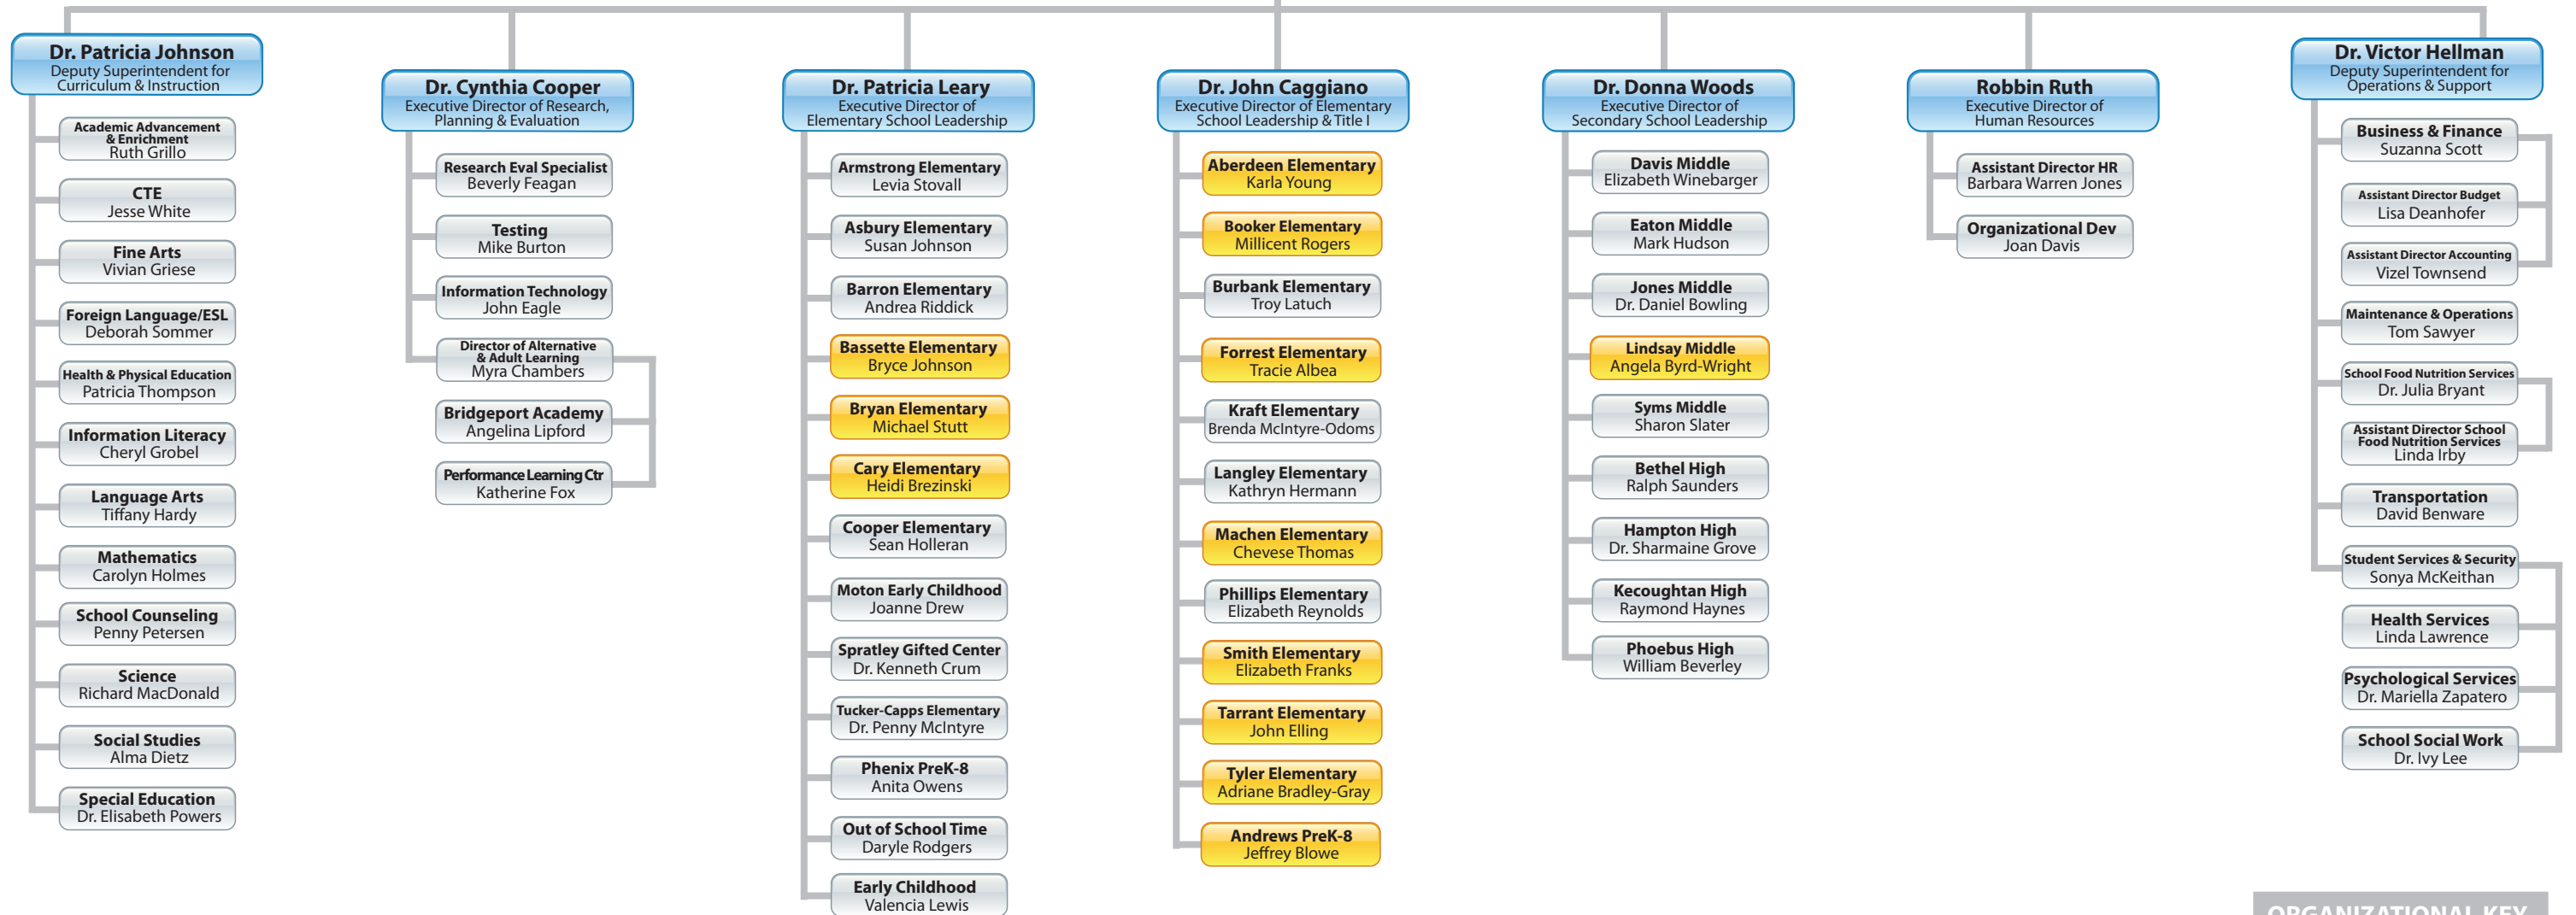 Dr. Patricia Johnson
Deputy Superintendent for
Curriculum & Instruction
Academic Advancement
& Enrichment
Ruth Grillo
CTE
Jesse White
Fine Arts
Vivian Griese
Foreign Language/ESL
Deborah Sommer
Health & Physical Education
Patricia Thompson
Information Literacy
Cheryl Grobel
Language Arts
Tiffany Hardy
Mathematics
Carolyn Holmes
School Counseling
Penny Petersen
Science
Richard MacDonald
Social Studies
Alma Dietz
Special Education
Dr. Elisabeth Powers
Dr. Cynthia Cooper
Executive Director of Research,
Planning & Evaluation
Research Eval Specialist
Beverly Feagan
Testing
Mike Burton
Information Technology
John Eagle
Director of Alternative
& Adult Learning
Myra Chambers
Bridgeport Academy
Angelina Lipford
Performance Learning Ctr
Katherine Fox
Dr. Patricia Leary
Executive Director of
Elementary School Leadership
Armstrong Elementary
Levia Stovall
Asbury Elementary
Susan Johnson
Barron Elementary
Andrea Riddick
Bassette Elementary
Bryce Johnson
Bryan Elementary
Michael Stutt
Cary Elementary
Heidi Brezinski
Cooper Elementary
Sean Holleran
Moton Early Childhood
Joanne Drew
Spratley Gifted Center
Dr. Kenneth Crum
Tucker-Capps Elementary
Dr. Penny McIntyre
Phenix PreK-8
Anita Owens
Out of School Time
Daryle Rodgers
Early Childhood
Valencia Lewis
Dr. John Caggiano
Executive Director of Elementary
School Leadership & Title I
Aberdeen Elementary
Karla Young
Booker Elementary
Millicent Rogers
Burbank Elementary
Troy Latuch
Forrest Elementary
Tracie Albea
Kraft Elementary
Brenda McIntyre-Odoms
Langley Elementary
Kathryn Hermann
Machen Elementary
Chevese Thomas
Phillips Elementary
Elizabeth Reynolds
Smith Elementary
Elizabeth Franks
Tarrant Elementary
John Elling
Tyler Elementary
Adriane Bradley-Gray
Andrews PreK-8
Jeffrey Blowe
Dr. Donna Woods
Executive Director of
Secondary School Leadership
Davis Middle
Elizabeth Winebarger
Eaton Middle
Mark Hudson
Jones Middle
Dr. Daniel Bowling
Lindsay Middle
Angela Byrd-Wright
Syms Middle
Sharon Slater
Bethel High
Ralph Saunders
Hampton High
Dr. Sharmaine Grove
Kecoughtan High
Raymond Haynes
Phoebus High
William Beverley
Robbin Ruth
Executive Director of
Human Resources
Assistant Director HR
Barbara Warren Jones
Organizational Dev
Joan Davis
Dr. Victor Hellman
Deputy Superintendent for
Operations & Support
Business & Finance
Suzanna Scott
Assistant Director Budget
Lisa Deanhofer
Assistant Director Accounting
Vizel Townsend
Maintenance & Operations
Tom Sawyer
School Food Nutrition Services
Dr. Julia Bryant
Assistant Director School
Food Nutrition Services
Linda Irby
Transportation
David Benware
Student Services & Security
Sonya McKeithan
Health Services
Linda Lawrence
Psychological Services
Dr. Mariella Zapatero
School Social Work
Dr. Ivy Lee
ORGANIZATIONAL KEY